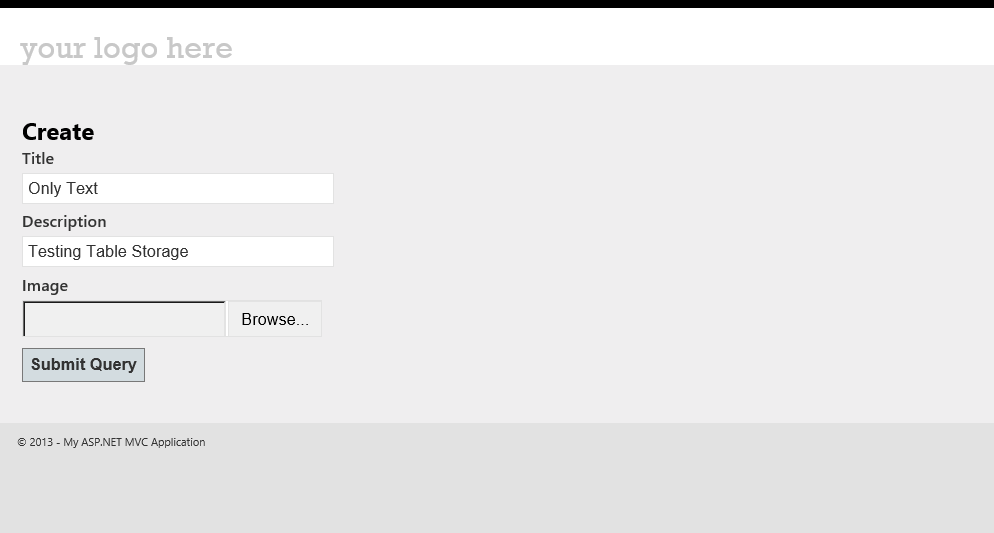 your logo here
Create
Title
Only Text
Description
Testing Table Storage
Image
Browse...
Submit Query
© 2013 - My ASP.NET MVC Application